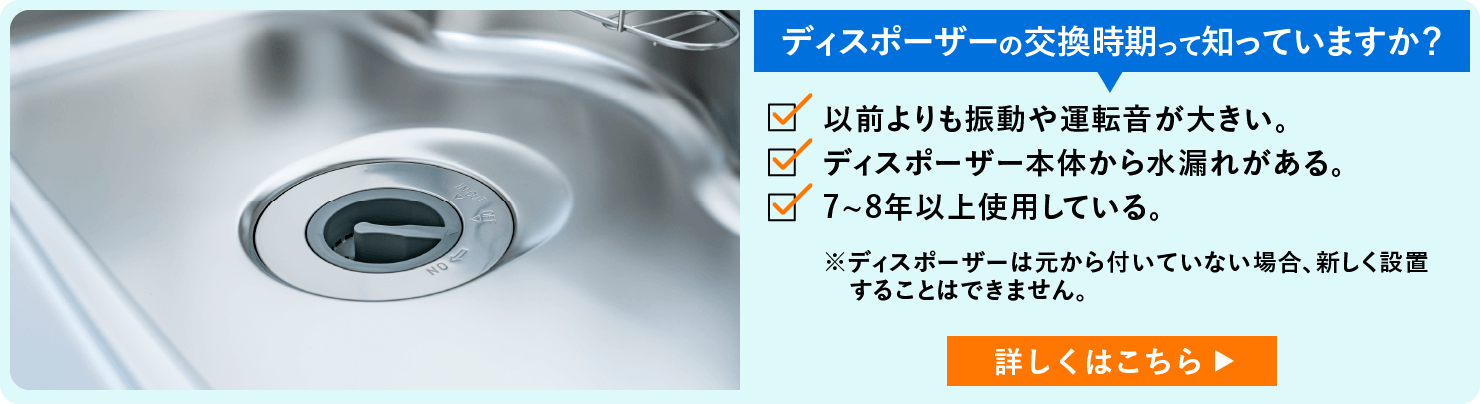 ディスポーザーの交換時期って知っていますか？
以前よりも振動や運転音が大きい。
ディスポーザー本体から水漏れがある。
7~8年以上使用している。
※ディスポーザーは元から付いていない場合、新しく設置
することはできません。
詳しくはこちら ▶
ON